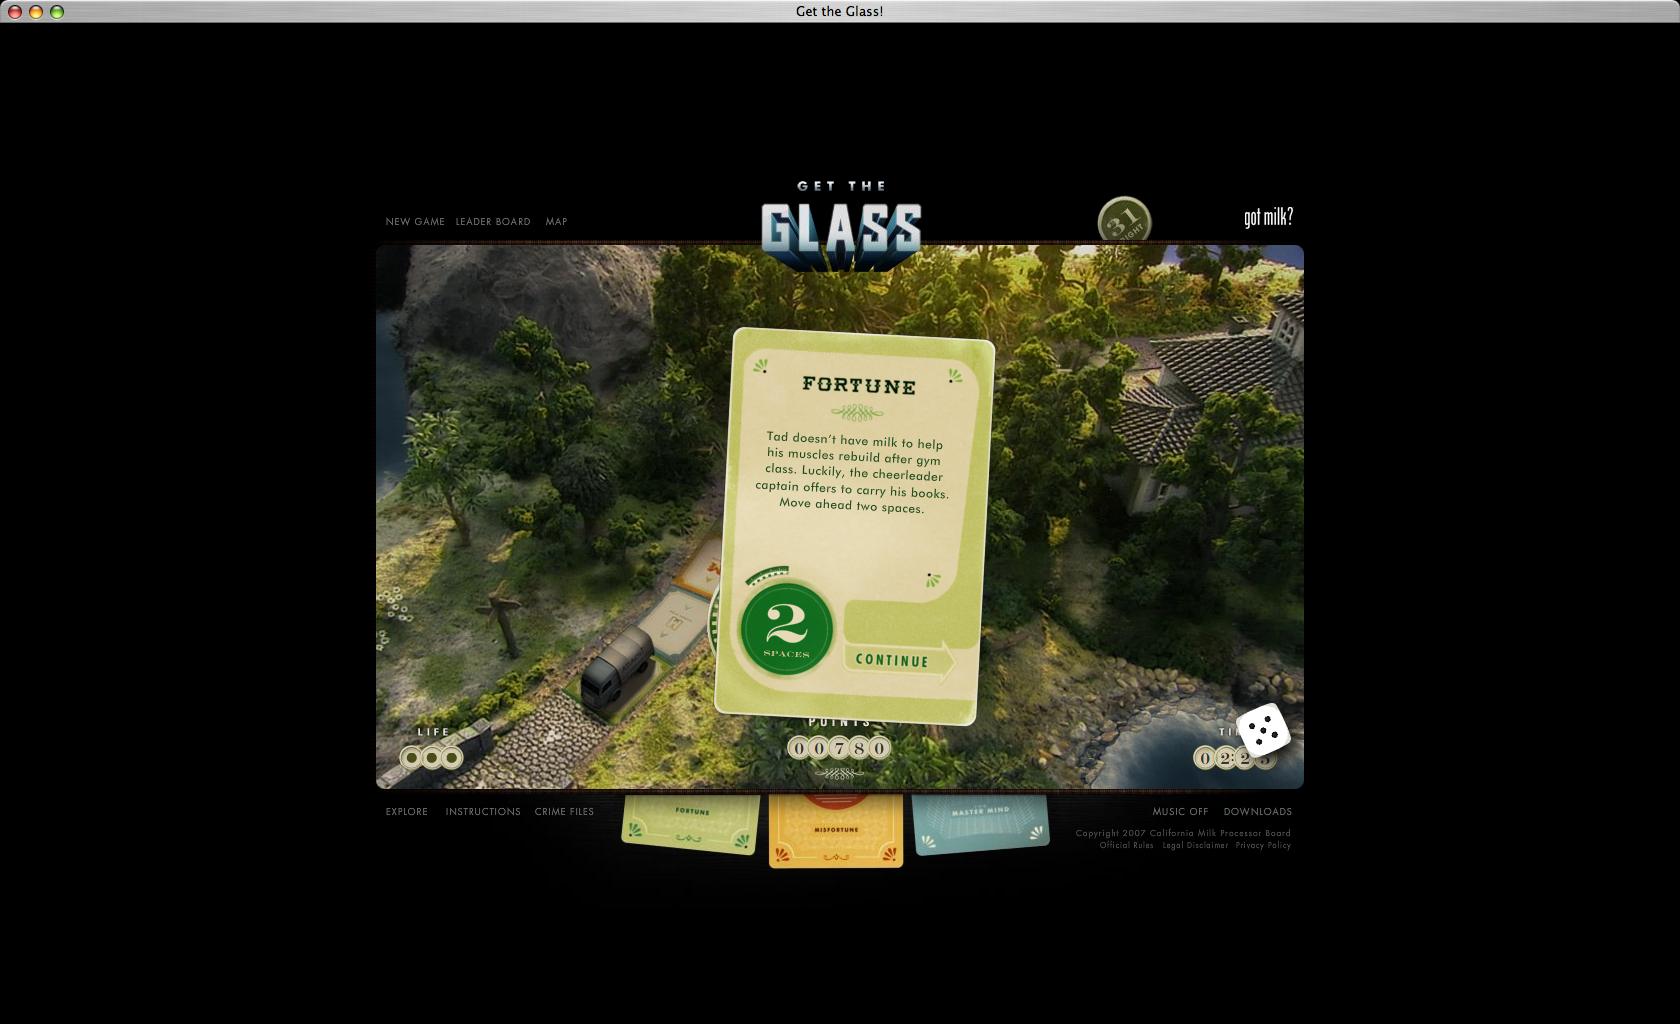 Get the Glass!
GET THE
GLASS
NEW GAME LEADER BOARD MAP
31
got milk?
FORTUNE
Tad doesn't have milk to help
his muscles rebuild after gym
class. Luckily, the cheerleader
captain offers to carry his books.
Move ahead two spaces.
2
SPACES
CONTINUE
LIFE
POINTS
00780
02:2
EXPLORE INSTRUCTIONS CRIME FILES
FORTUNE
MISFORTUNE
MASTER MIND
MUSIC OFF DOWNLOADS
Copyright 2007 California Milk Processor Board
Official Rules Legal Disclaimer Privacy Policy